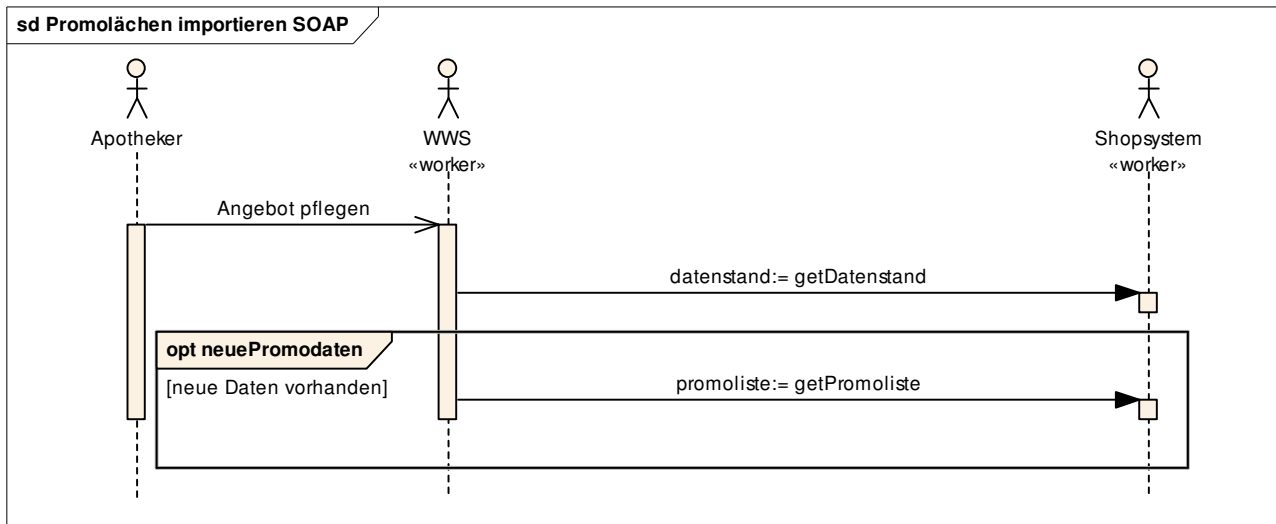 sd Promolächen importieren SOAP
Apotheker
WWS
«worker»
Shopsystem
«worker»
Angebot pflegen
datenstand:= getDatenstand
opt neuePromodaten
[neue Daten vorhanden]
promoliste:= getPromoliste